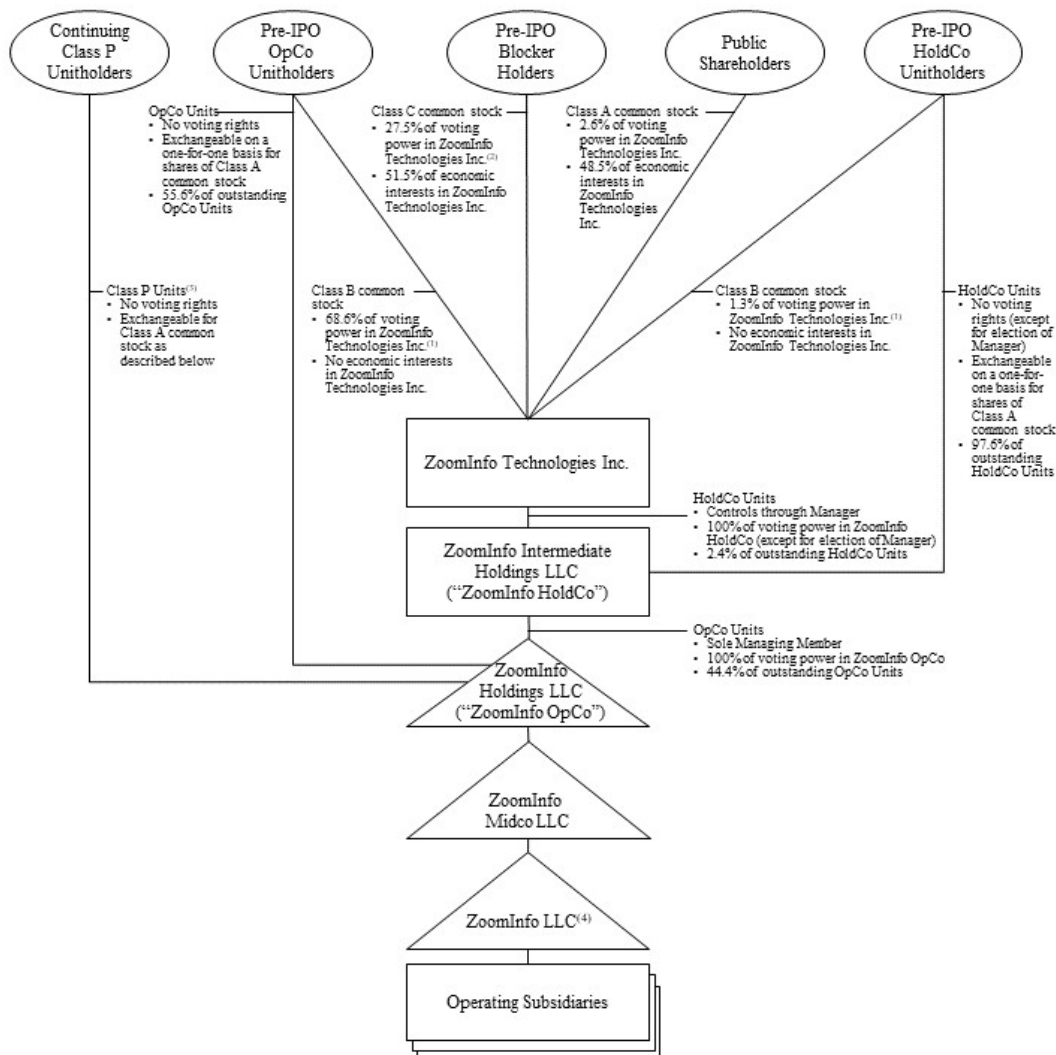 Continuing
Class P
Unitholders
Pre-IPO
OpCo
Unitholders
Pre-IPO
Blocker
Holders
Public
Shareholders
Pre-IPO
HoldCo
Unitholders
OpCo Units
• No voting rights
• Exchangeable on a
one-for-one basis for
shares of Class A
common stock
• 55.6% of outstanding
OpCo Units
Class C common stock
• 27.5% of voting
power in ZoomInfo
Technologies Inc.(2)
• 51.5% of economic
interests in ZoomInfo
Technologies Inc.
Class A common stock
• 2.6% of voting
power in ZoomInfo
Technologies Inc.
• 48.5% of economic
interests in
ZoomInfo
Technologies
Inc.
Class P Units(3)
• No voting rights
• Exchangeable for
Class A common
stock as
described below
Class B common
stock
• 68.6% of voting
power in ZoomInfo
Technologies Inc.(1)
• No economic interests
in ZoomInfo
Technologies Inc.
Class B common stock
• 1.3% of voting power in
ZoomInfo Technologies Inc.(1)
• No economic interests in
ZoomInfo Technologies Inc.
HoldCo Units
• No voting
rights (except
for election of
Manager)
• Exchangeable
on a one-for-
one basis for
shares of
Class A
common stock
• 97.6% of
outstanding
HoldCo Units
ZoomInfo Technologies Inc.
HoldCo Units
• Controls through Manager
• 100% of voting power in ZoomInfo
HoldCo (except for election of Manager)
• 2.4% of outstanding HoldCo Units
ZoomInfo Intermediate
Holdings LLC
(“ZoomInfo HoldCo”)
OpCo Units
• Sole Managing Member
• 100% of voting power in ZoomInfo OpCo
• 44.4% of outstanding OpCo Units
ZoomInfo
Holdings LLC
(“ZoomInfo OpCo”)
ZoomInfo
Midco LLC
ZoomInfo LLC(4)
Operating Subsidiaries